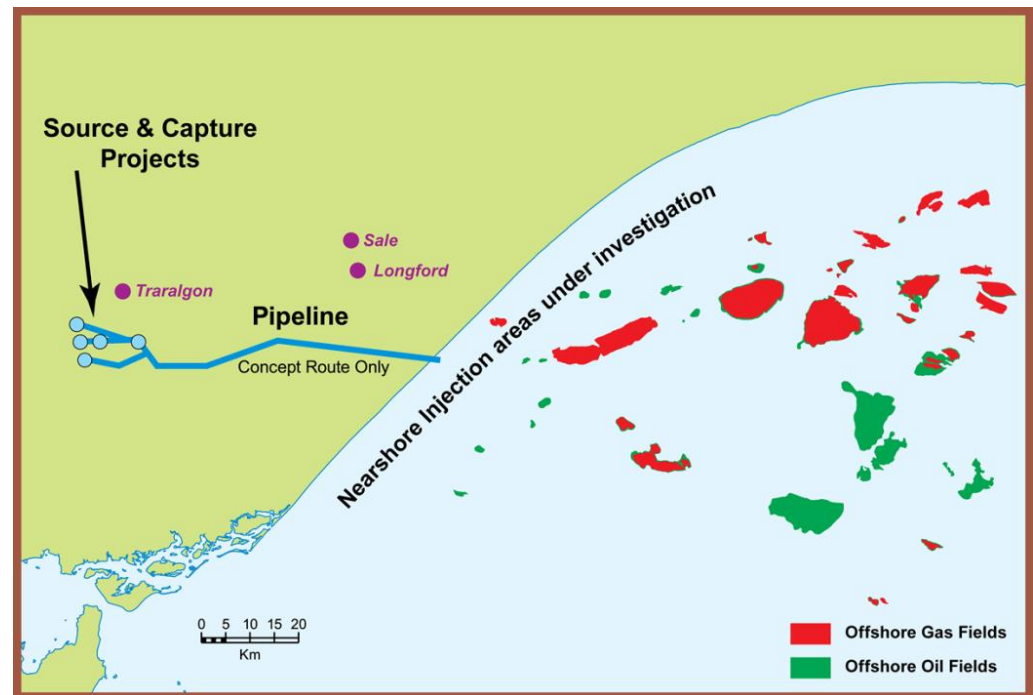 Source & Capture
Projects
Sale
Longford
Traralgon
Pipeline
Concept Route Only
Nearshore Injection areas under investigation
0 5 10 15 20
Km
Offshore Gas Fields
Offshore Oil Fields